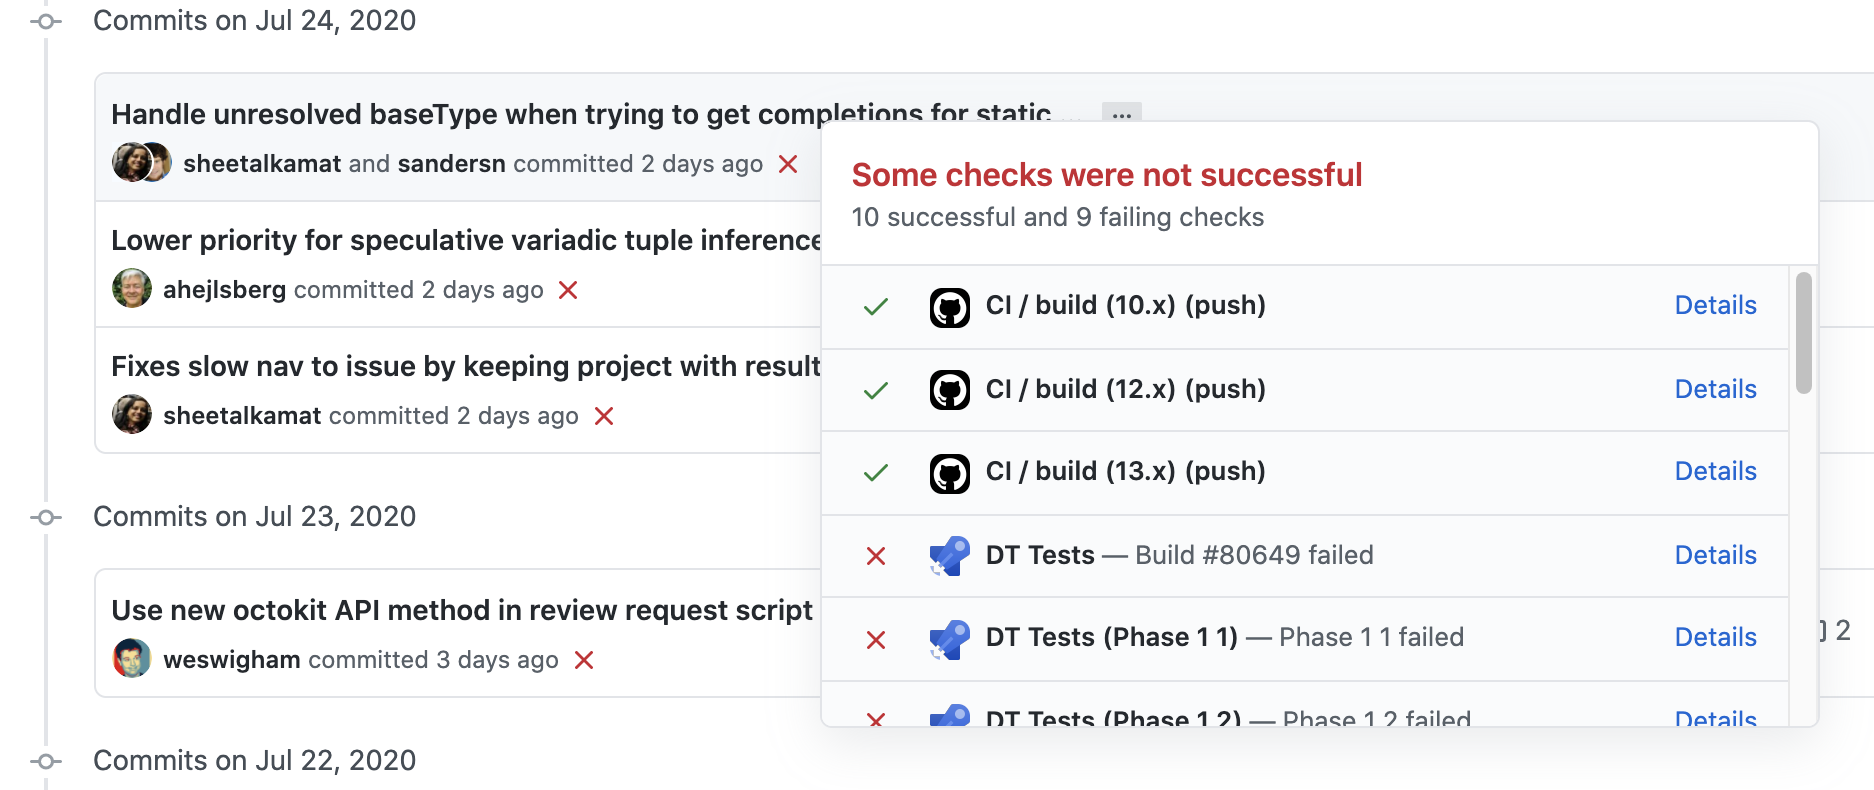 Commits on Jul 24, 2020
Handle unresolved baseType when trying to get completions for static ...
sheetalkamat and sandersn committed 2 days ago
Lower priority for speculative variadic tuple inference
ahejlsberg committed 2 days ago
Fixes slow nav to issue by keeping project with result
sheetalkamat committed 2 days ago
Commits on Jul 23, 2020
Use new octokit API method in review request script
weswigham committed 3 days ago
2
Commits on Jul 22, 2020
Some checks were not successful
10 successful and 9 failing checks
CI / build (10.x) (push) Details
CI / build (12.x) (push) Details
CI / build (13.x) (push) Details
DT Tests — Build #80649 failed Details
DT Tests (Phase 1 1) — Phase 1 1 failed Details
DT Tests (Phase 1 2) — Phase 1 2 failed Details